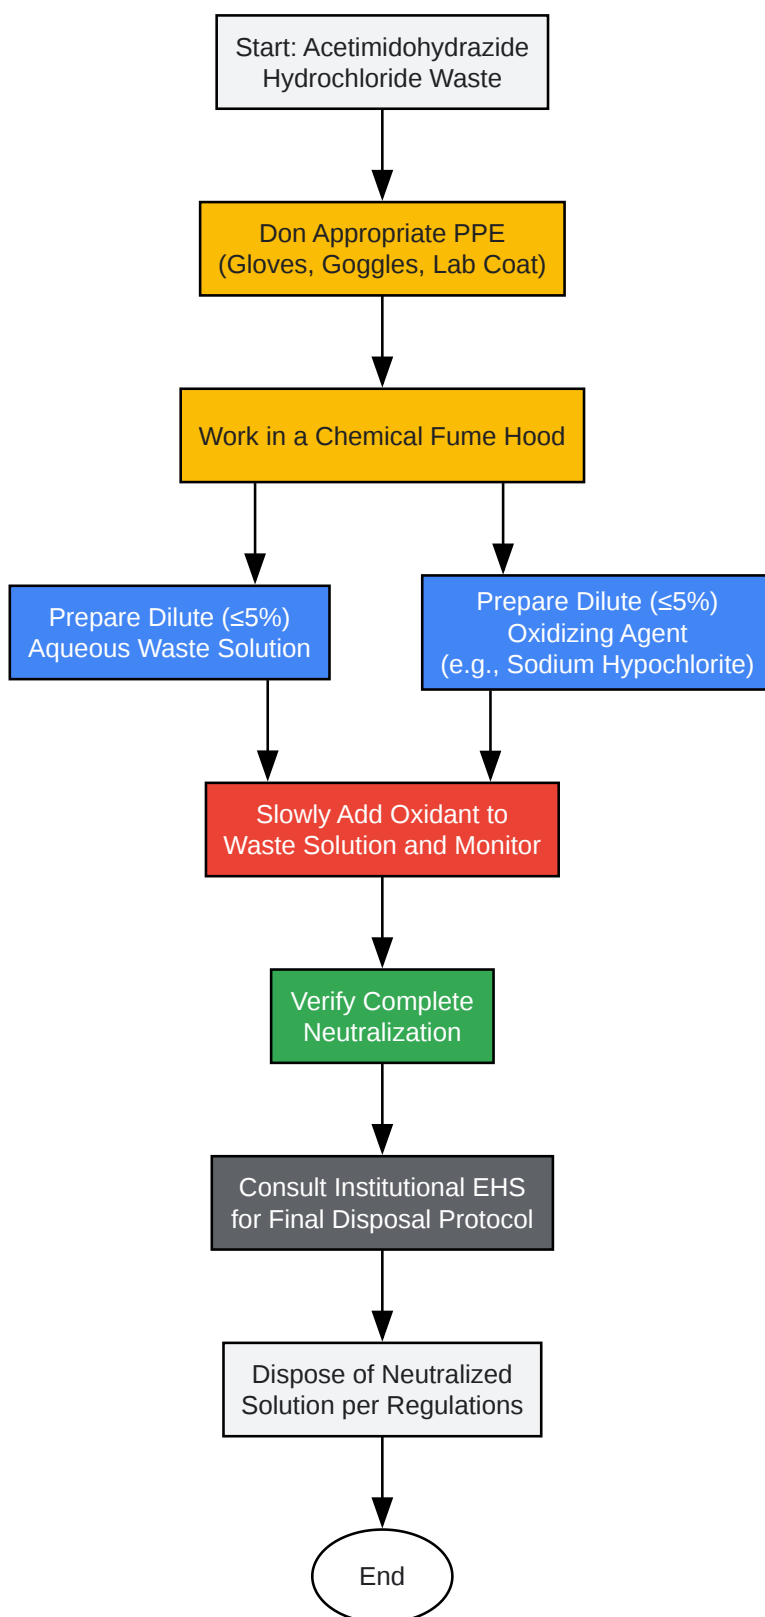 Start: Acetimidohydrazide
Hydrochloride Waste
Don Appropriate PPE
(Gloves, Goggles, Lab Coat)
Work in a Chemical Fume Hood
Prepare Dilute (≤5%)
Aqueous Waste Solution
Prepare Dilute (≤5%)
Oxidizing Agent
(e.g., Sodium Hypochlorite)
Slowly Add Oxidant to
Waste Solution and Monitor
Verify Complete
Neutralization
Consult Institutional EHS
for Final Disposal Protocol
Dispose of Neutralized
Solution per Regulations
End